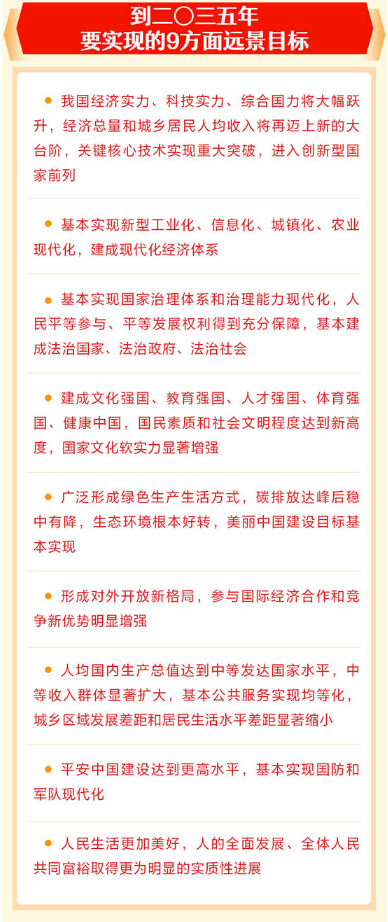 到二〇三五年
要实现的9方面远景目标
● 我国经济实力、科技实力、综合国力将大幅跃
升，经济总量和城乡居民人均收入将再迈上新的大
台阶，关键核心技术实现重大突破，进入创新型国
家前列
● 基本实现新型工业化、信息化、城镇化、农业
现代化，建成现代化经济体系
● 基本实现国家治理体系和治理能力现代化，人
民平等参与、平等发展权利得到充分保障，基本建
成法治国家、法治政府、法治社会
● 建成文化强国、教育强国、人才强国、体育强
国、健康中国，国民素质和社会文明程度达到新高
度，国家文化软实力显著增强
● 广泛形成绿色生产生活方式，碳排放达峰后稳
中有降，生态环境根本好转，美丽中国建设目标基
本实现
● 形成对外开放新格局，参与国际经济合作和竞
争新优势明显增强
● 人均国内生产总值达到中等发达国家水平，中
等收入群体显著扩大，基本公共服务实现均等化，
城乡区域发展差距和居民生活水平差距显著缩小
● 平安中国建设达到更高水平，基本实现国防和
军队现代化
● 人民生活更加美好，人的全面发展、全体人民
共同富裕取得更为明显的实质性进展